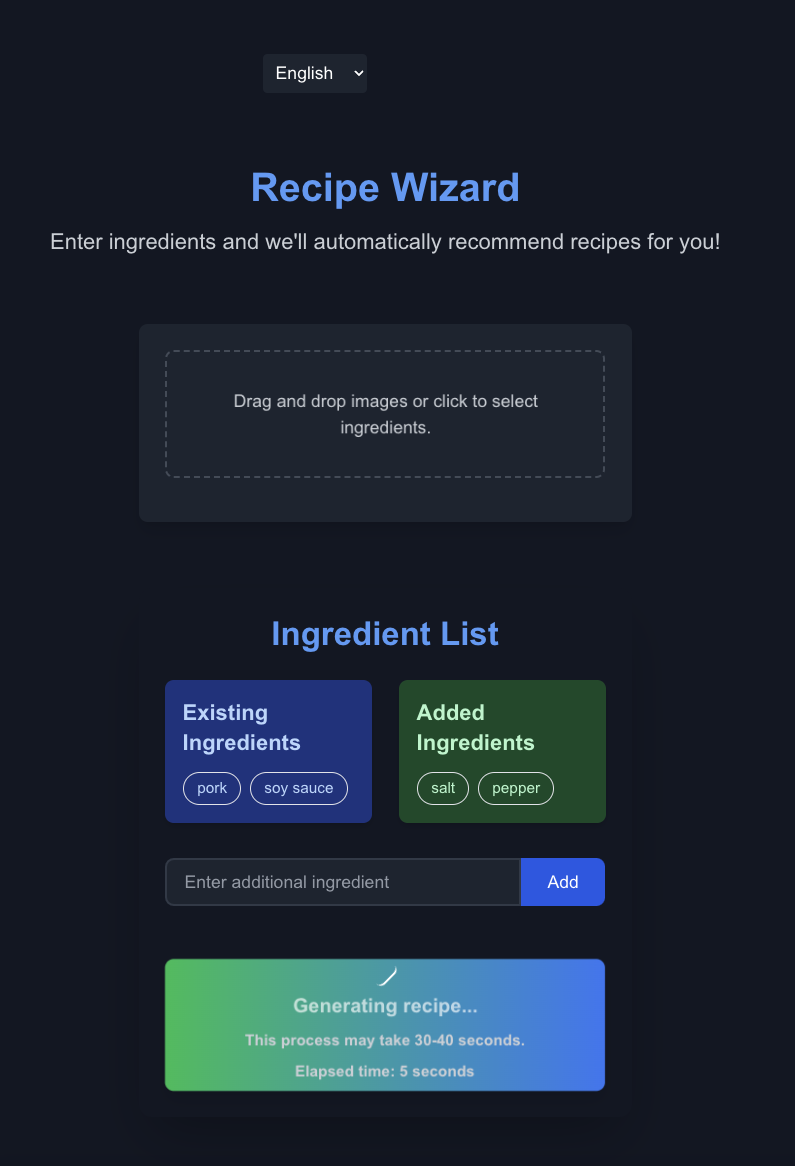 English
Recipe Wizard
Enter ingredients and we'll automatically recommend recipes for you!
Drag and drop images or click to select
ingredients.
Ingredient List
Existing
Ingredients
pork soy sauce
Added
Ingredients
salt pepper
Enter additional ingredient Add
Generating recipe...
This process may take 30-40 seconds.
Elapsed time: 5 seconds